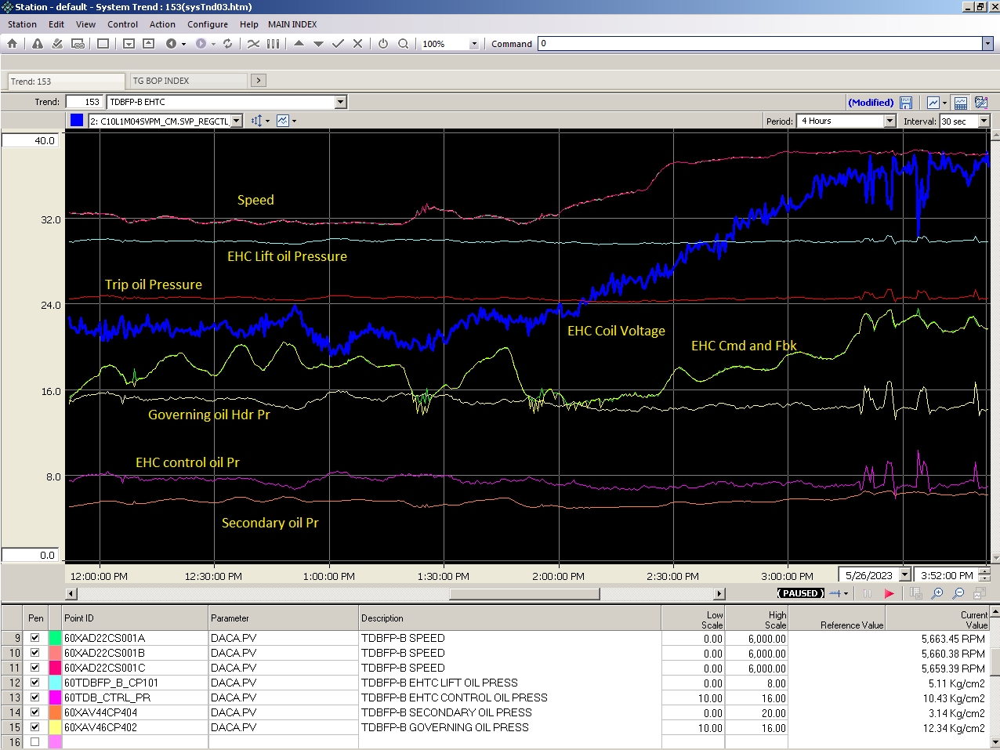 Station - default - System Trend : 153(sysTnd03.htm)
Station Edit View Control Action Configure Help MAIN INDEX
100% Command 0
Trend: 153 TG BOP INDEX
Trend: 153 TDBFP-B EHTC (Modified)
2: C10L1M04SVPM_CM.SVP_REGCTL_ Period: 4 Hours Interval: 30 sec
40.0
Speed
32.0
EHC Lift oil Pressure
Trip oil Pressure
24.0
EHC Coil Voltage
EHC Cmd and Fbk
16.0
Governing oil Hdr Pr
EHC control oil Pr
8.0
Secondary oil Pr
0.0
12:00:00 PM 12:30:00 PM 1:00:00 PM 1:30:00 PM 2:00:00 PM 2:30:00 PM 3:00:00 PM 5/26/2023 3:52:00 PM
(PAUSED)
Pen Point ID Parameter Description Low Scale High Scale Reference Value Current Value
9 60XAD22CS001A DACA.PV TDBFP-B SPEED 0.00 6,000.00 5,663.45 RPM
10 60XAD22CS001B DACA.PV TDBFP-B SPEED 0.00 6,000.00 5,660.38 RPM
11 60XAD22CS001C DACA.PV TDBFP-B SPEED 0.00 6,000.00 5,659.39 RPM
12 60TDBFP_B_CP101 DACA.PV TDBFP-B EHTC LIFT OIL PRESS 0.00 8.00 5.11 Kg/cm2
13 60TDB_CTRL_PR DACA.PV TDBFP-B EHTC CONTROL OIL PRESS 10.00 16.00 10.43 Kg/cm2
14 60XAV44CP404 DACA.PV TDBFP-B SECONDARY OIL PRESS 0.00 20.00 3.14 Kg/cm2
15 60XAV46CP402 DACA.PV TDBFP-B GOVERNING OIL PRESS 10.00 16.00 12.34 Kg/cm2
16